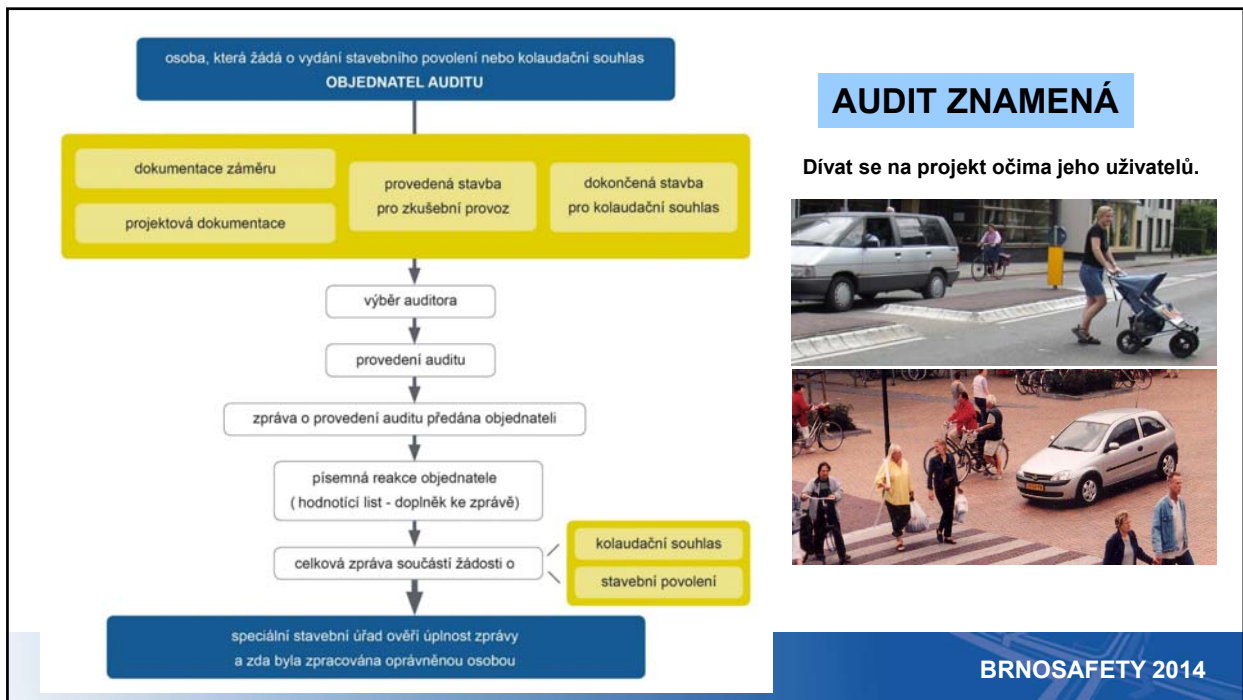 osoba, která žádá o vydání stavebního povolení nebo kolaudační souhlas
OBJEDNATEL AUDITU
dokumentace záměru
projektová dokumentace
provedená stavba
pro zkušební provoz
dokončená stavba
pro kolaudační souhlas
výběr auditora
provedení auditu
zpráva o provedení auditu předána objednateli
písemná reakce objednatele
( hodnotící list - doplněk ke zprávě)
celková zpráva součástí žádosti o
kolaudační souhlas
stavební povolení
speciální stavební úřad ověří úplnost zprávy
a zda byla zpracována oprávněnou osobou
AUDIT ZNAMENÁ
Dívat se na projekt očima jeho uživatelů.
BRNOSAFETY 2014